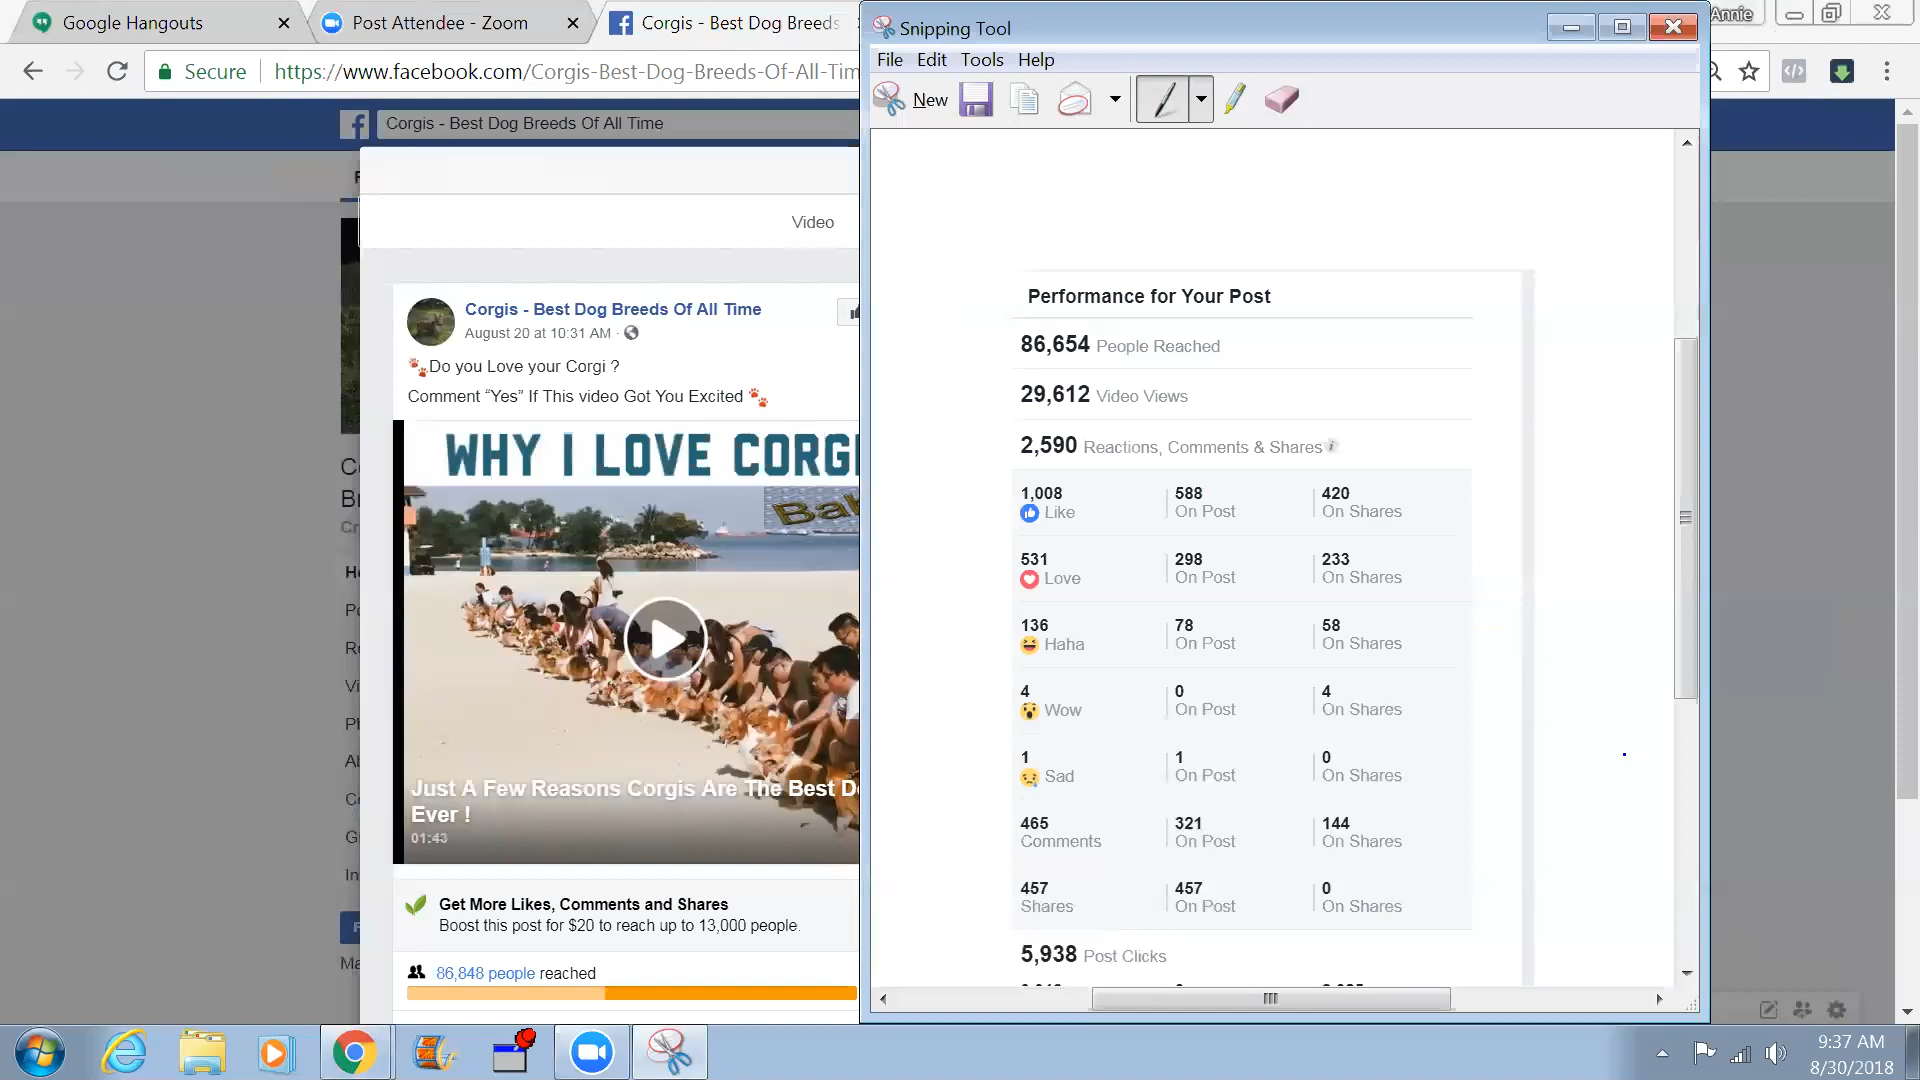 Google Hangouts
Post Attendee - Zoom
Corgis - Best Dog Breeds
Annie
Secure
https://www.facebook.com/Corgis-Best-Dog-Breeds-Of-All-Tim
Corgis - Best Dog Breeds Of All Time
Video
Corgis - Best Dog Breeds Of All Time
August 20 at 10:31 AM ·
Do you Love your Corgi ?
Comment “Yes” If This video Got You Excited
WHY I LOVE CORG
Just A Few Reasons Corgis Are The Best D
Ever !
01:43
Get More Likes, Comments and Shares
Boost this post for $20 to reach up to 13,000 people.
86,848 people reached
Snipping Tool
File Edit Tools Help
New
Performance for Your Post
86,654 People Reached
29,612 Video Views
2,590 Reactions, Comments & Shares
1,008 588 420
Like On Post On Shares
531 298 233
Love On Post On Shares
136 78 58
Haha On Post On Shares
4 0 4
Wow On Post On Shares
1 1 0
Sad On Post On Shares
465 321 144
Comments On Post On Shares
457 457 0
Shares On Post On Shares
5,938 Post Clicks
9:37 AM
8/30/2018